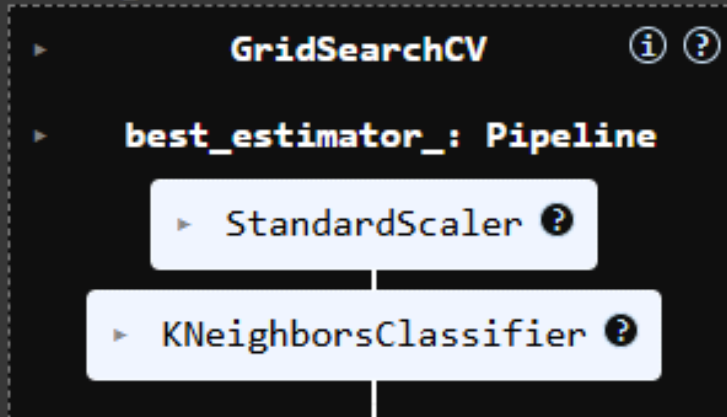 GridSearchCV
best_estimator_: Pipeline
StandardScaler
KNeighborsClassifier